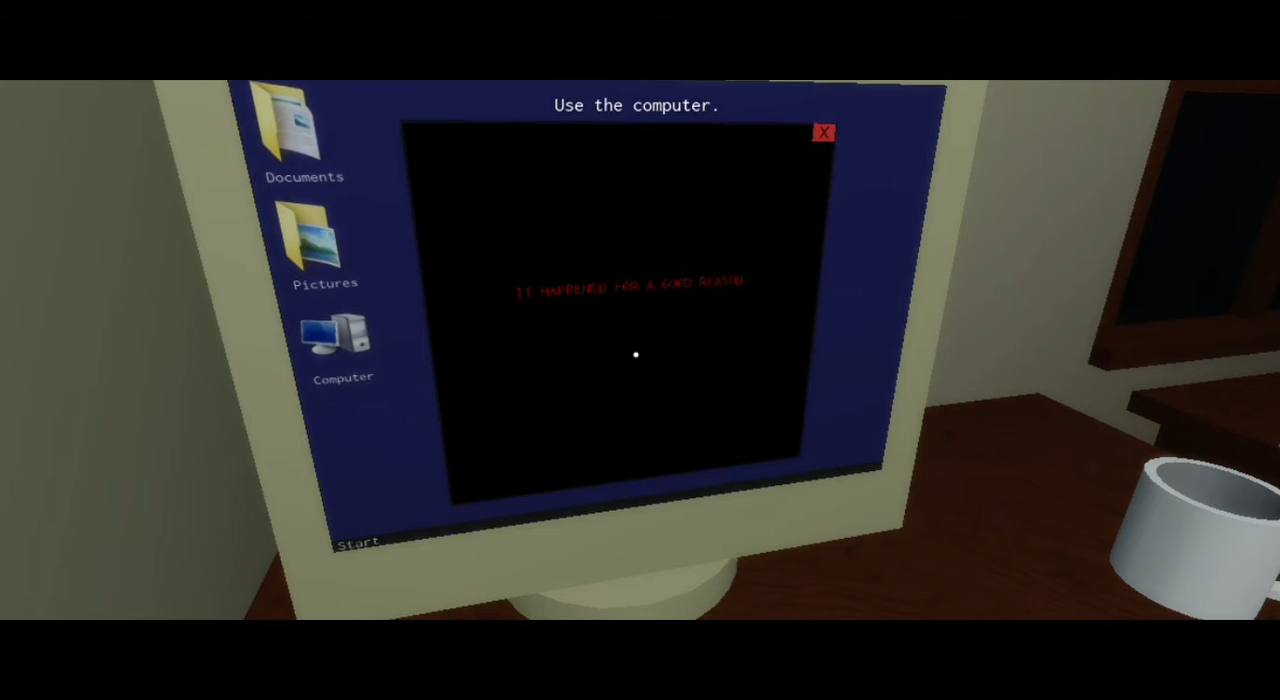 Use the computer.
X
Documents
IT HAPPENED FOR A GOOD REASON
Pictures
Computer
Start